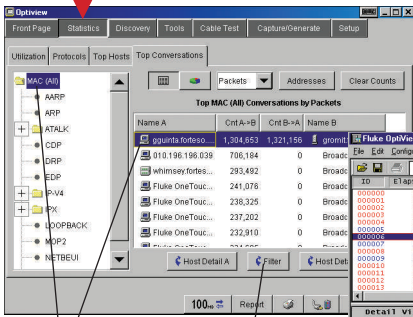 Optiview
Front Page Statistics Discovery Tools Cable Test Capture/Generate Setup
Utilization Protocols Top Hosts Top Conversations
MAC (All)
AARP
ARP
ATALK
CDP
DRP
EDP
IP-V4
IPX
LOOPBACK
MOP2
NETBEUI
Packets Addresses Clear Counts
Top MAC (All) Conversations by Packets
Name A Cnt A->B Cnt B->A Name B
gguinta.forteso... 1,304,653 1,321,156 gromit
010.196.196.039 706,184 0 Broadc
whimsey.fortes... 293,492 0 Broadc
Fluke OneTouc... 241,076 0 Broadc
Fluke OneTouc... 238,325 0 Broadc
Fluke OneTouc... 237,202 0 Broadc
Fluke OneTouc... 232,910 0 Broadc
Host Detail A Filter Host Deta
100 Report
Fluke OptiVie
File Edit Configu
ID Elaps
000000
000001
000002
000003
000004
000005
000006
000007
000008
000009
000010
000011
000012
000013
Detail Vi